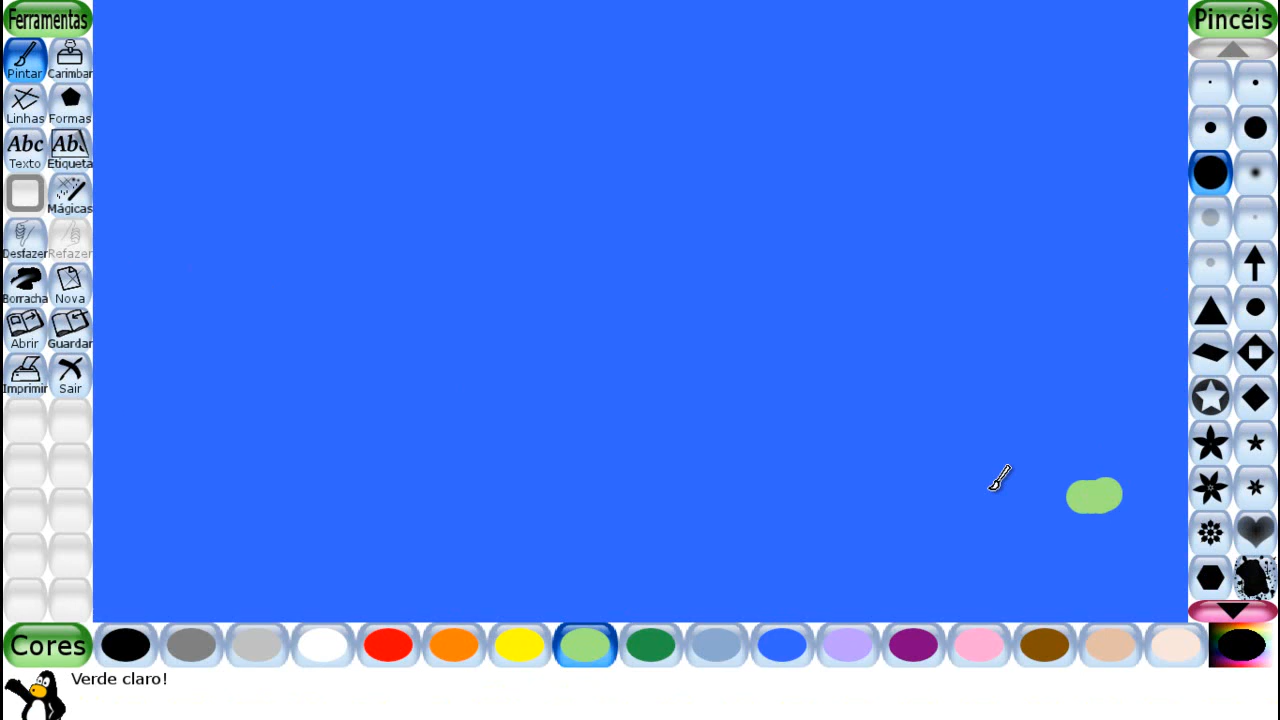 Ferramentas
Pincéis
Pintar
Carimbar
Linhas
Formas
Abc
Abc
Texto
Etiqueta
Mágicas
Desfazer
Refazer
Borracha
Nova
Abrir
Guardar
Imprimir
Sair
Cores
Verde claro!